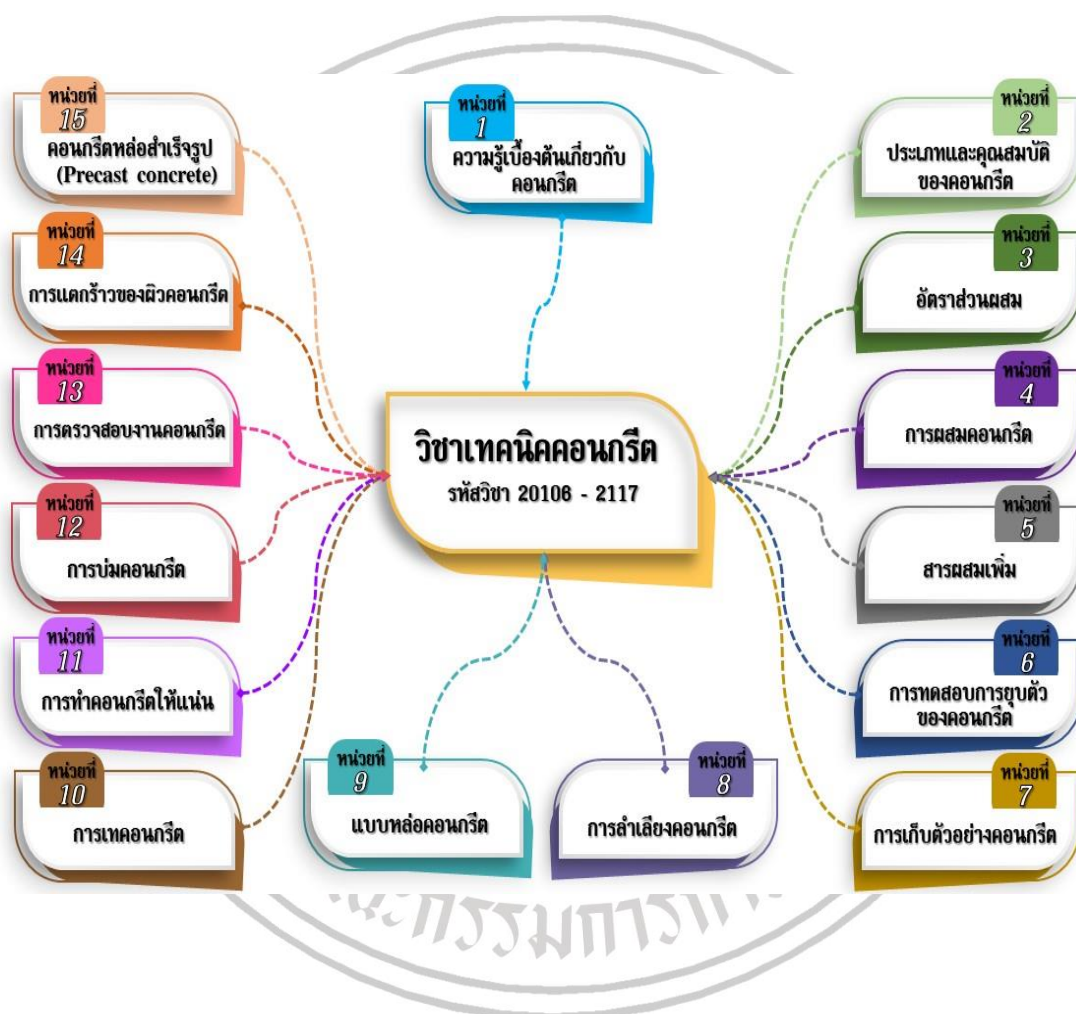 วิชาเทคนิคคอนกรีต
รหัสวิชา 20106 - 2117
หน่วยที่
1
ความรู้เบื้องต้นเกี่ยวกับ
คอนกรีต
หน่วยที่
2
ประเภทและคุณสมบัติ
ของคอนกรีต
หน่วยที่
3
อัตราส่วนผสม
หน่วยที่
4
การผสมคอนกรีต
หน่วยที่
5
สารผสมเพิ่ม
หน่วยที่
6
การทดสอบการยุบตัว
ของคอนกรีต
หน่วยที่
7
การเก็บตัวอย่างคอนกรีต
หน่วยที่
8
การลำเลียงคอนกรีต
หน่วยที่
9
แบบหล่อคอนกรีต
หน่วยที่
10
การเทคอนกรีต
หน่วยที่
11
การทำคอนกรีตให้แน่น
หน่วยที่
12
การบ่มคอนกรีต
หน่วยที่
13
การตรวจสอบงานคอนกรีต
หน่วยที่
14
การแตกร้าวของผิวคอนกรีต
หน่วยที่
15
คอนกรีตหล่อสำเร็จรูป
(Precast concrete)